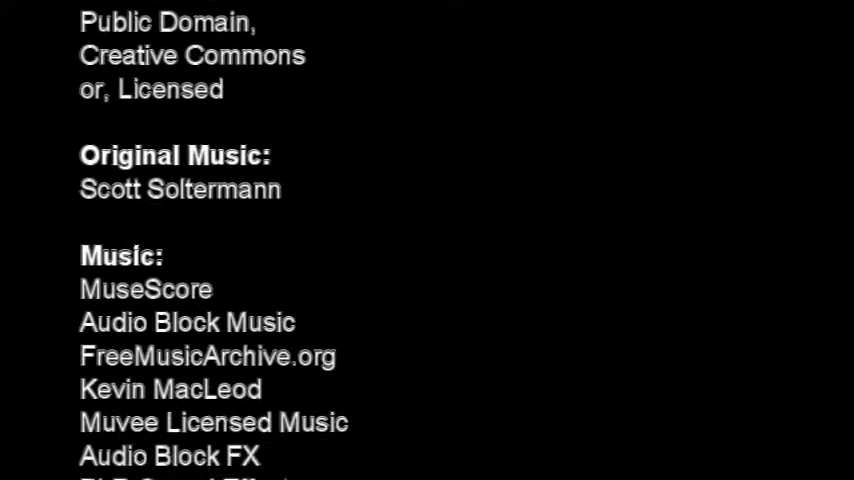 Public Domain,
Creative Commons
or, Licensed
Original Music:
Scott Soltermann
Music:
MuseScore
Audio Block Music
FreeMusicArchive.org
Kevin MacLeod
Muvee Licensed Music
Audio Block FX